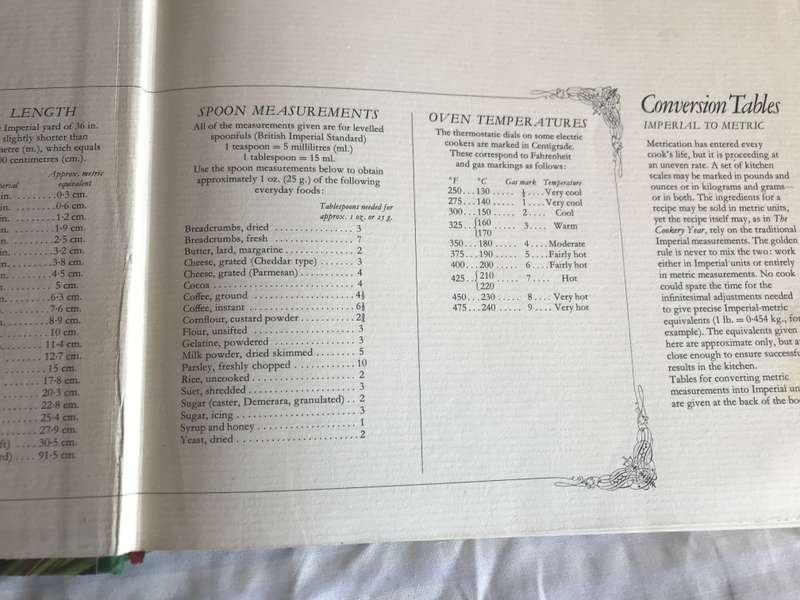 LENGTH
Imperial yard of 36 in.
slightly shorter than
(m.), which equals
centimetres (cm.).
Approx. metric
equivalent
in. 0·3 cm.
in. 0·6 cm.
in. 1·2 cm.
in. 1·9 cm.
in. 2·5 cm.
in. 3·2 cm.
in. 3·8 cm.
in. 4·5 cm.
5 cm.
6·3 cm.
7·6 cm.
8·9 cm.
10 cm.
11·4 cm.
12·7 cm.
15 cm.
17·8 cm.
20·3 cm.
22·8 cm.
25·4 cm.
27·9 cm.
30·5 cm.
91·5 cm.
SPOON MEASUREMENTS
All of the measurements given are for levelled
spoonfuls (British Imperial Standard)
1 teaspoon = 5 millilitres (ml.)
1 tablespoon = 15 ml.
Use the spoon measurements below to obtain
approximately 1 oz. (25 g.) of the following
everyday foods:
Tablespoons needed for
approx. 1 oz. or 25 g.
Breadcrumbs, dried . . . 3
Breadcrumbs, fresh . . . 7
Butter, lard, margarine . . . 2
Cheese, grated (Cheddar type) . . . 3
Cheese, grated (Parmesan) . . . 4
Cocoa . . . 4
Coffee, ground . . . 4½
Coffee, instant . . . 6½
Cornflour, custard powder . . . 2¾
Flour, unsifted . . . 3
Gelatine, powdered . . . 3
Milk powder, dried skimmed . . . 5
Parsley, freshly chopped . . . 10
Rice, uncooked . . . 2
Suet, shredded . . . 3
Sugar (caster, Demerara, granulated) . . 2
Sugar, icing . . . 3
Syrup and honey . . . 1
Yeast, dried . . . 2
OVEN TEMPERATURES
The thermostatic dials on some electric
cookers are marked in Centigrade.
These correspond to Fahrenheit
and gas markings as follows:
°F °C Gas mark Temperature
250 . . . 130 . . . . . ½ . . . . Very cool
275 . . . 140 . . . . . 1 . . . . Very cool
300 . . . 150 . . . . . 2 . . . . Cool
325 . . . {160
170 . . . . . 3 . . . . Warm
350 . . . 180 . . . . . 4 . . . . Moderate
375 . . . 190 . . . . . 5 . . . . Fairly hot
400 . . . 200 . . . . . 6 . . . . Fairly hot
425 . . . {210
220 . . . . . 7 . . . . Hot
450 . . . 230 . . . . . 8 . . . . Very hot
475 . . . 240 . . . . . 9 . . . . Very hot
Conversion Tables
IMPERIAL TO METRIC
Metrication has entered every
cook's life, but it is proceeding at
an uneven rate. A set of kitchen
scales may be marked in pounds and
ounces or in kilograms and grams—
or in both. The ingredients for a
recipe may be sold in metric units,
yet the recipe itself may, as in The
Cookery Year, rely on the traditional
Imperial measurements. The golden
rule is never to mix the two: work
either in Imperial units or entirely
in metric measurements. No cook
could spare the time for the
infinitesimal adjustments needed
to give precise Imperial-metric
equivalents (1 lb. = 0·454 kg., for
example). The equivalents given
here are approximate only, but are
close enough to ensure successful
results in the kitchen.
Tables for converting metric
measurements into Imperial
are given at the back of the